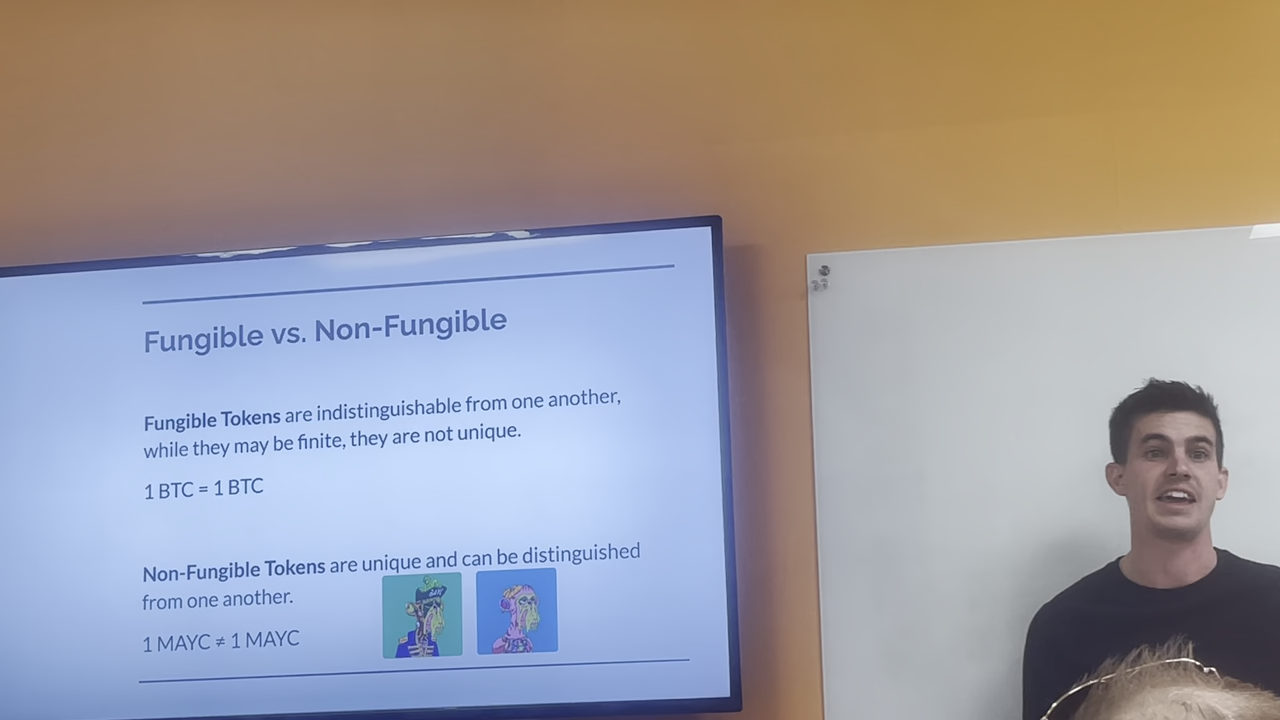 Fungible vs. Non-Fungible
Fungible Tokens are indistinguishable from one another,
while they may be finite, they are not unique.
1 BTC = 1 BTC
Non-Fungible Tokens are unique and can be distinguished
from one another.
1 MAYC ≠ 1 MAYC